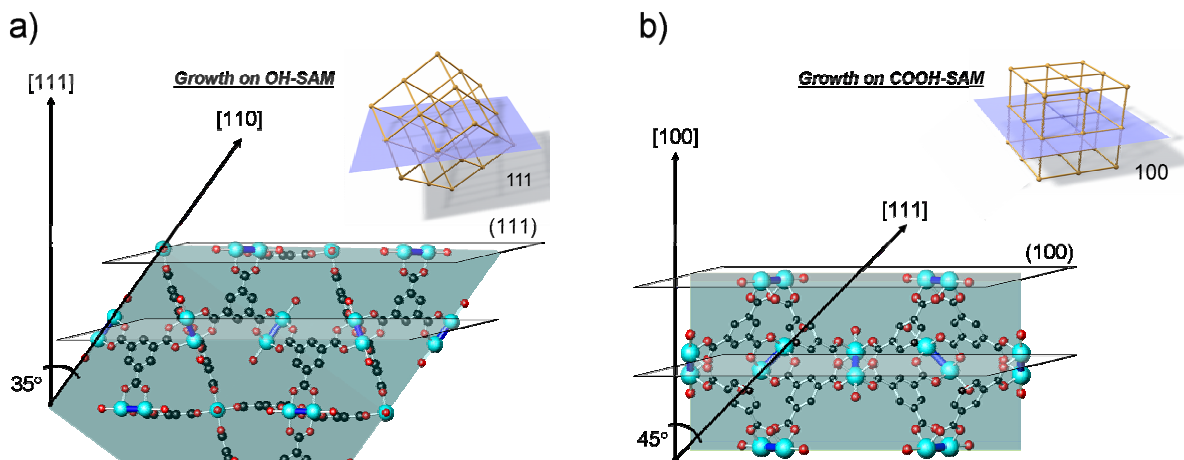 a)
Growth on OH-SAM
[111]
[110]
111
(111)
35°
b)
Growth on COOH-SAM
[100]
100
[111]
(100)
45°